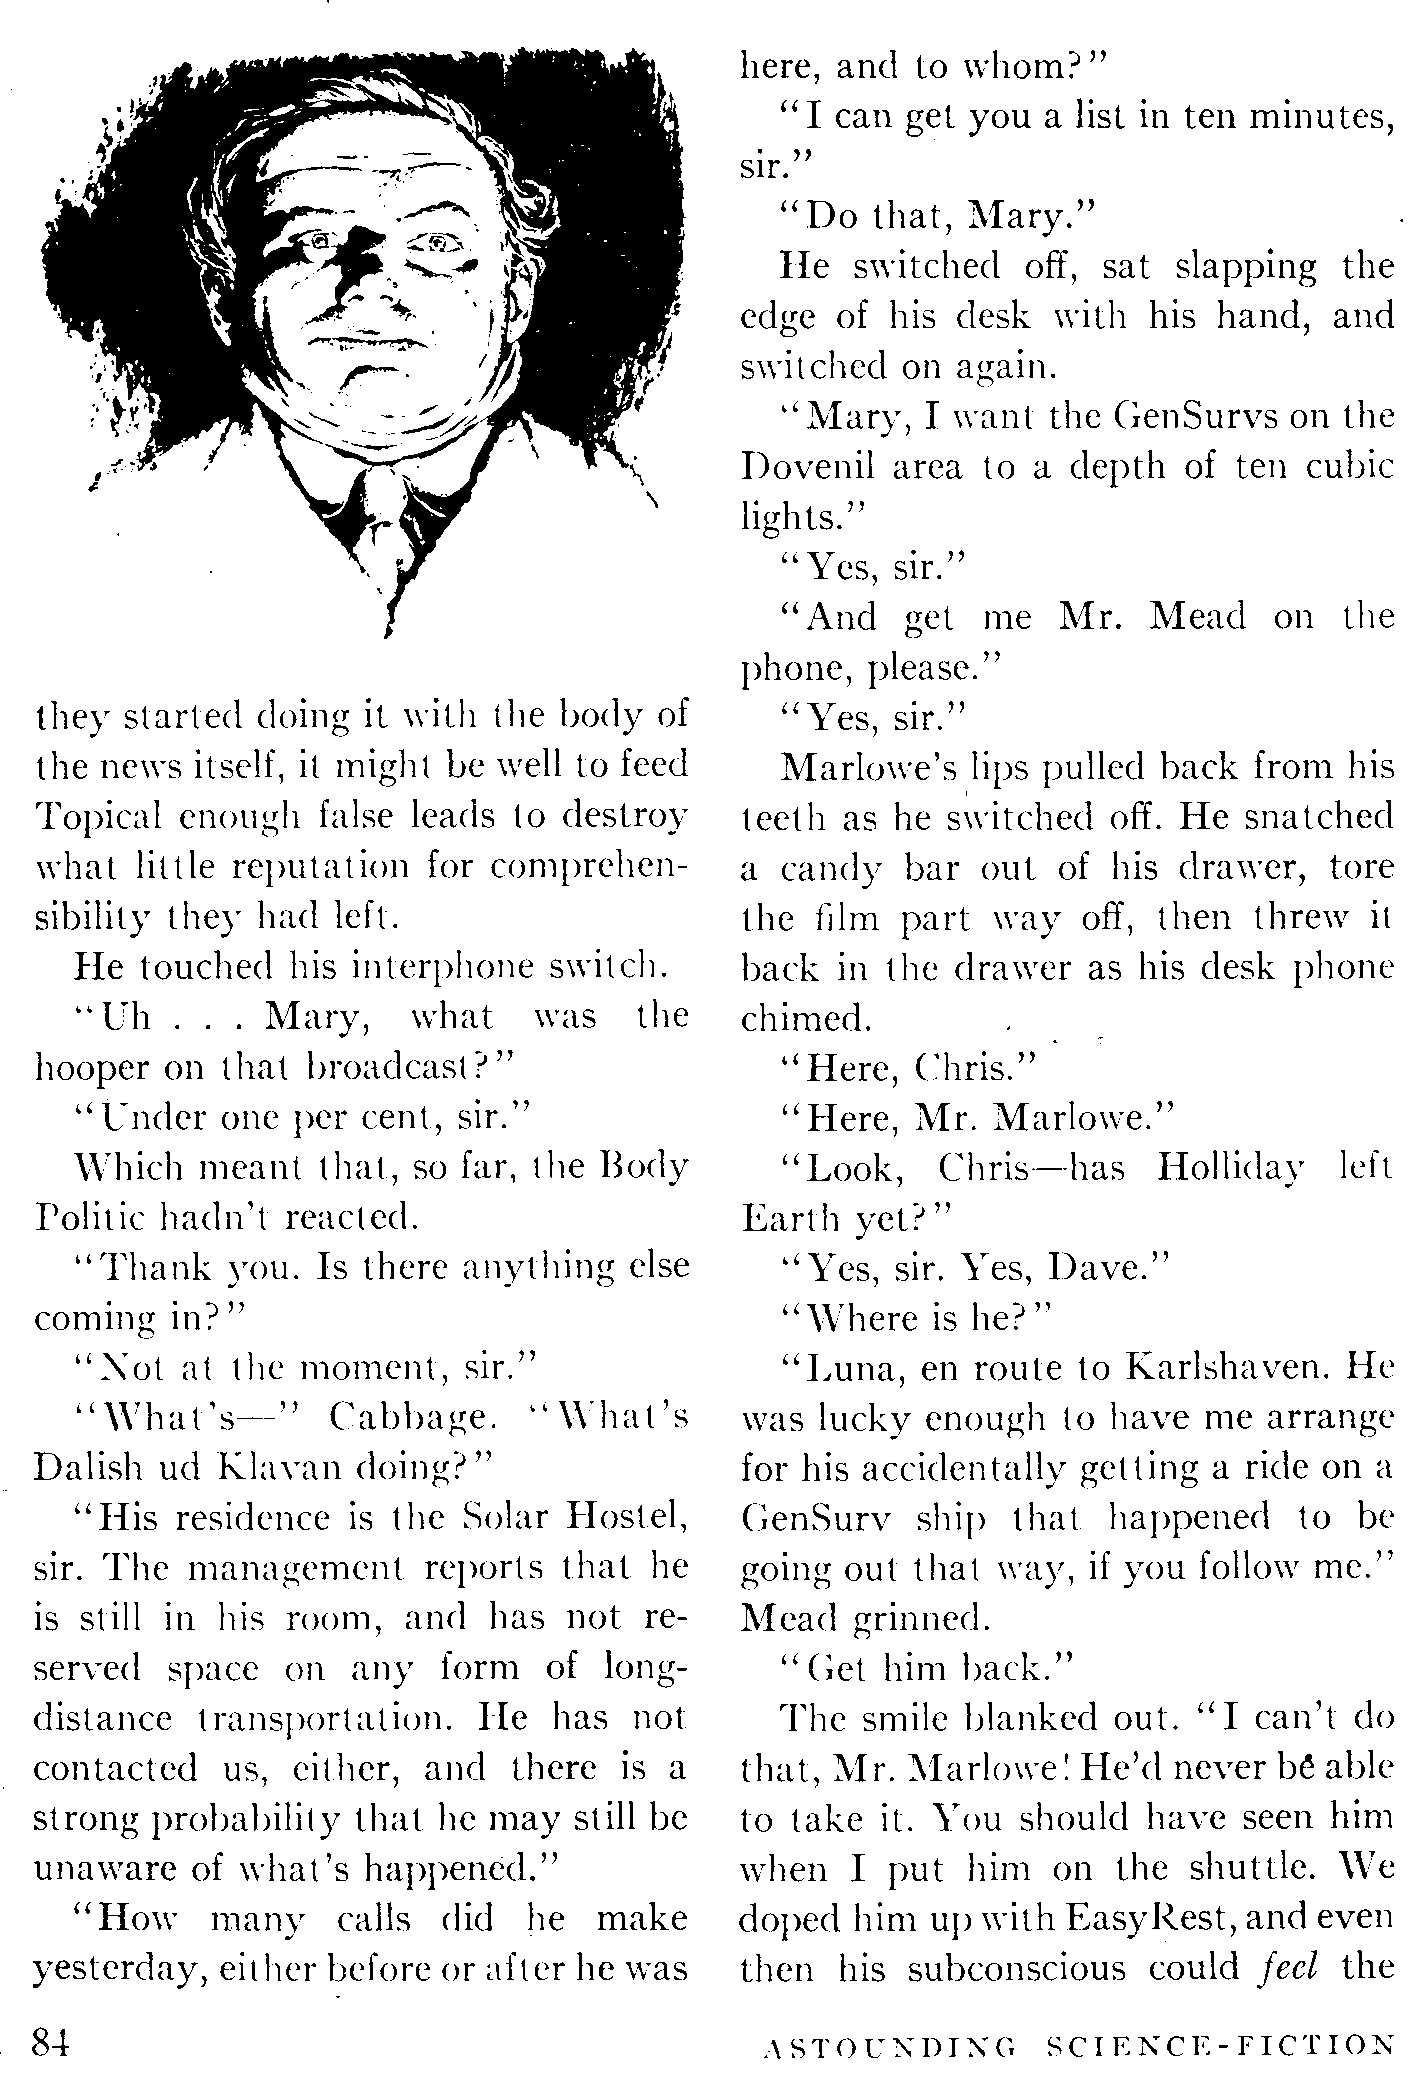 they started doing it with the body of
the news itself, it might be well to feed
Topical enough false leads to destroy
what little reputation for comprehen-
sibility they had left.
He touched his interphone switch.
"Uh . . . Mary, what was the
hooper on that broadcast?"
"Under one per cent, sir."
Which meant that, so far, the Body
Politic hadn't reacted.
"Thank you. Is there anything else
coming in?"
"Not at the moment, sir."
"What's—" Cabbage. "What's
Dalish ud Klavan doing?"
"His residence is the Solar Hostel,
sir. The management reports that he
is still in his room, and has not re-
served space on any form of long-
distance transportation. He has not
contacted us, either, and there is a
strong probability that he may still be
unaware of what's happened."
"How many calls did he make
yesterday, either before or after he was
here, and to whom?"
"I can get you a list in ten minutes,
sir."
"Do that, Mary."
He switched off, sat slapping the
edge of his desk with his hand, and
switched on again.
"Mary, I want the GenSurvs on the
Dovenil area to a depth of ten cubic
lights."
"Yes, sir."
"And get me Mr. Mead on the
phone, please."
"Yes, sir."
Marlowe's lips pulled back from his
teeth as he switched off. He snatched
a candy bar out of his drawer, tore
the film part way off, then threw it
back in the drawer as his desk phone
chimed.
"Here, Chris."
"Here, Mr. Marlowe."
"Look, Chris—has Holliday left
Earth yet?"
"Yes, sir. Yes, Dave."
"Where is he?"
"Luna, en route to Karlshaven. He
was lucky enough to have me arrange
for his accidentally getting a ride on a
GenSurv ship that happened to be
going out that way, if you follow me."
Mead grinned.
"Get him back."
The smile blanked out. "I can't do
that, Mr. Marlowe! He'd never be able
to take it. You should have seen him
when I put him on the shuttle. We
doped him up with EasyRest, and even
then his subconscious could feel the
84
ASTOUNDING SCIENCE-FICTION